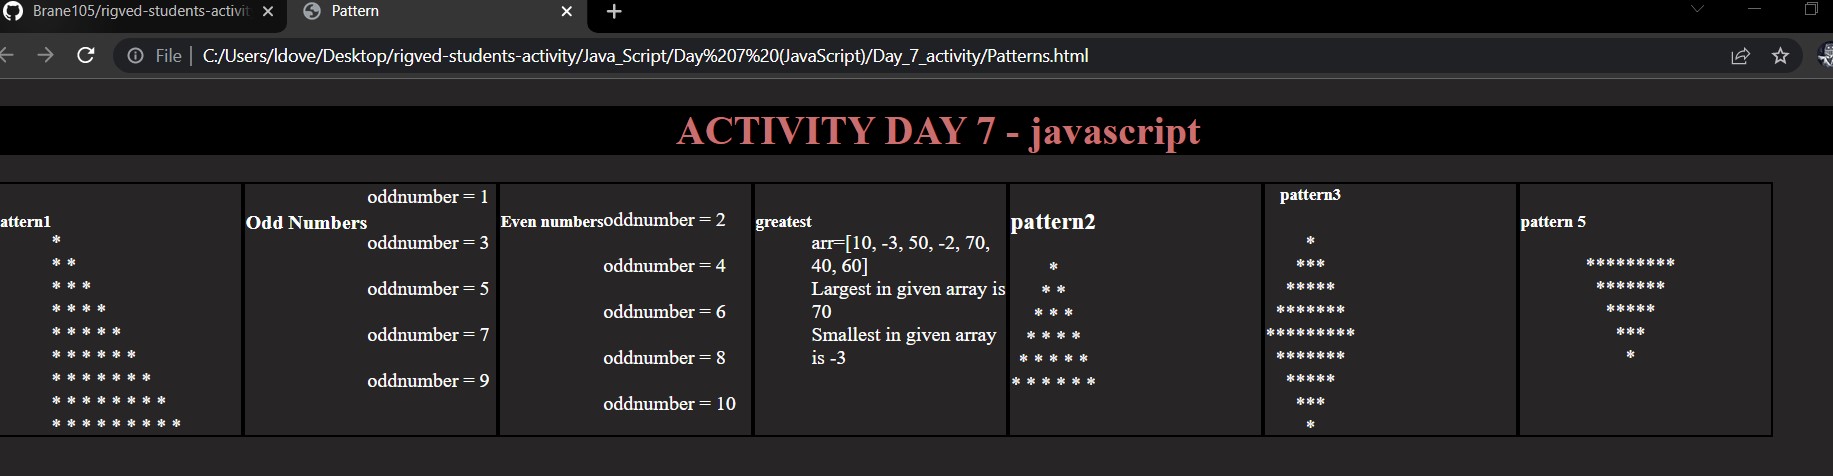 Brane105/rigved-students-activit
Pattern
File | C:/Users/ldove/Desktop/rigved-students-activity/Java_Script/Day%207%20(JavaScript)/Day_7_activity/Patterns.html
ACTIVITY DAY 7 - javascript
attern1
*
* *
* * *
* * * *
* * * * *
* * * * * *
* * * * * * *
* * * * * * * *
* * * * * * * * *
Odd Numbers
oddnumber = 1
oddnumber = 3
oddnumber = 5
oddnumber = 7
oddnumber = 9
Even numbers
oddnumber = 2
oddnumber = 4
oddnumber = 6
oddnumber = 8
oddnumber = 10
greatest
arr=[10, -3, 50, -2, 70,
40, 60]
Largest in given array is
70
Smallest in given array
is -3
pattern2
*
* *
* * *
* * * *
* * * * *
* * * * * *
pattern3
*
***
*****
*******
*********
*******
*****
***
*
pattern 5
*********
*******
*****
***
*